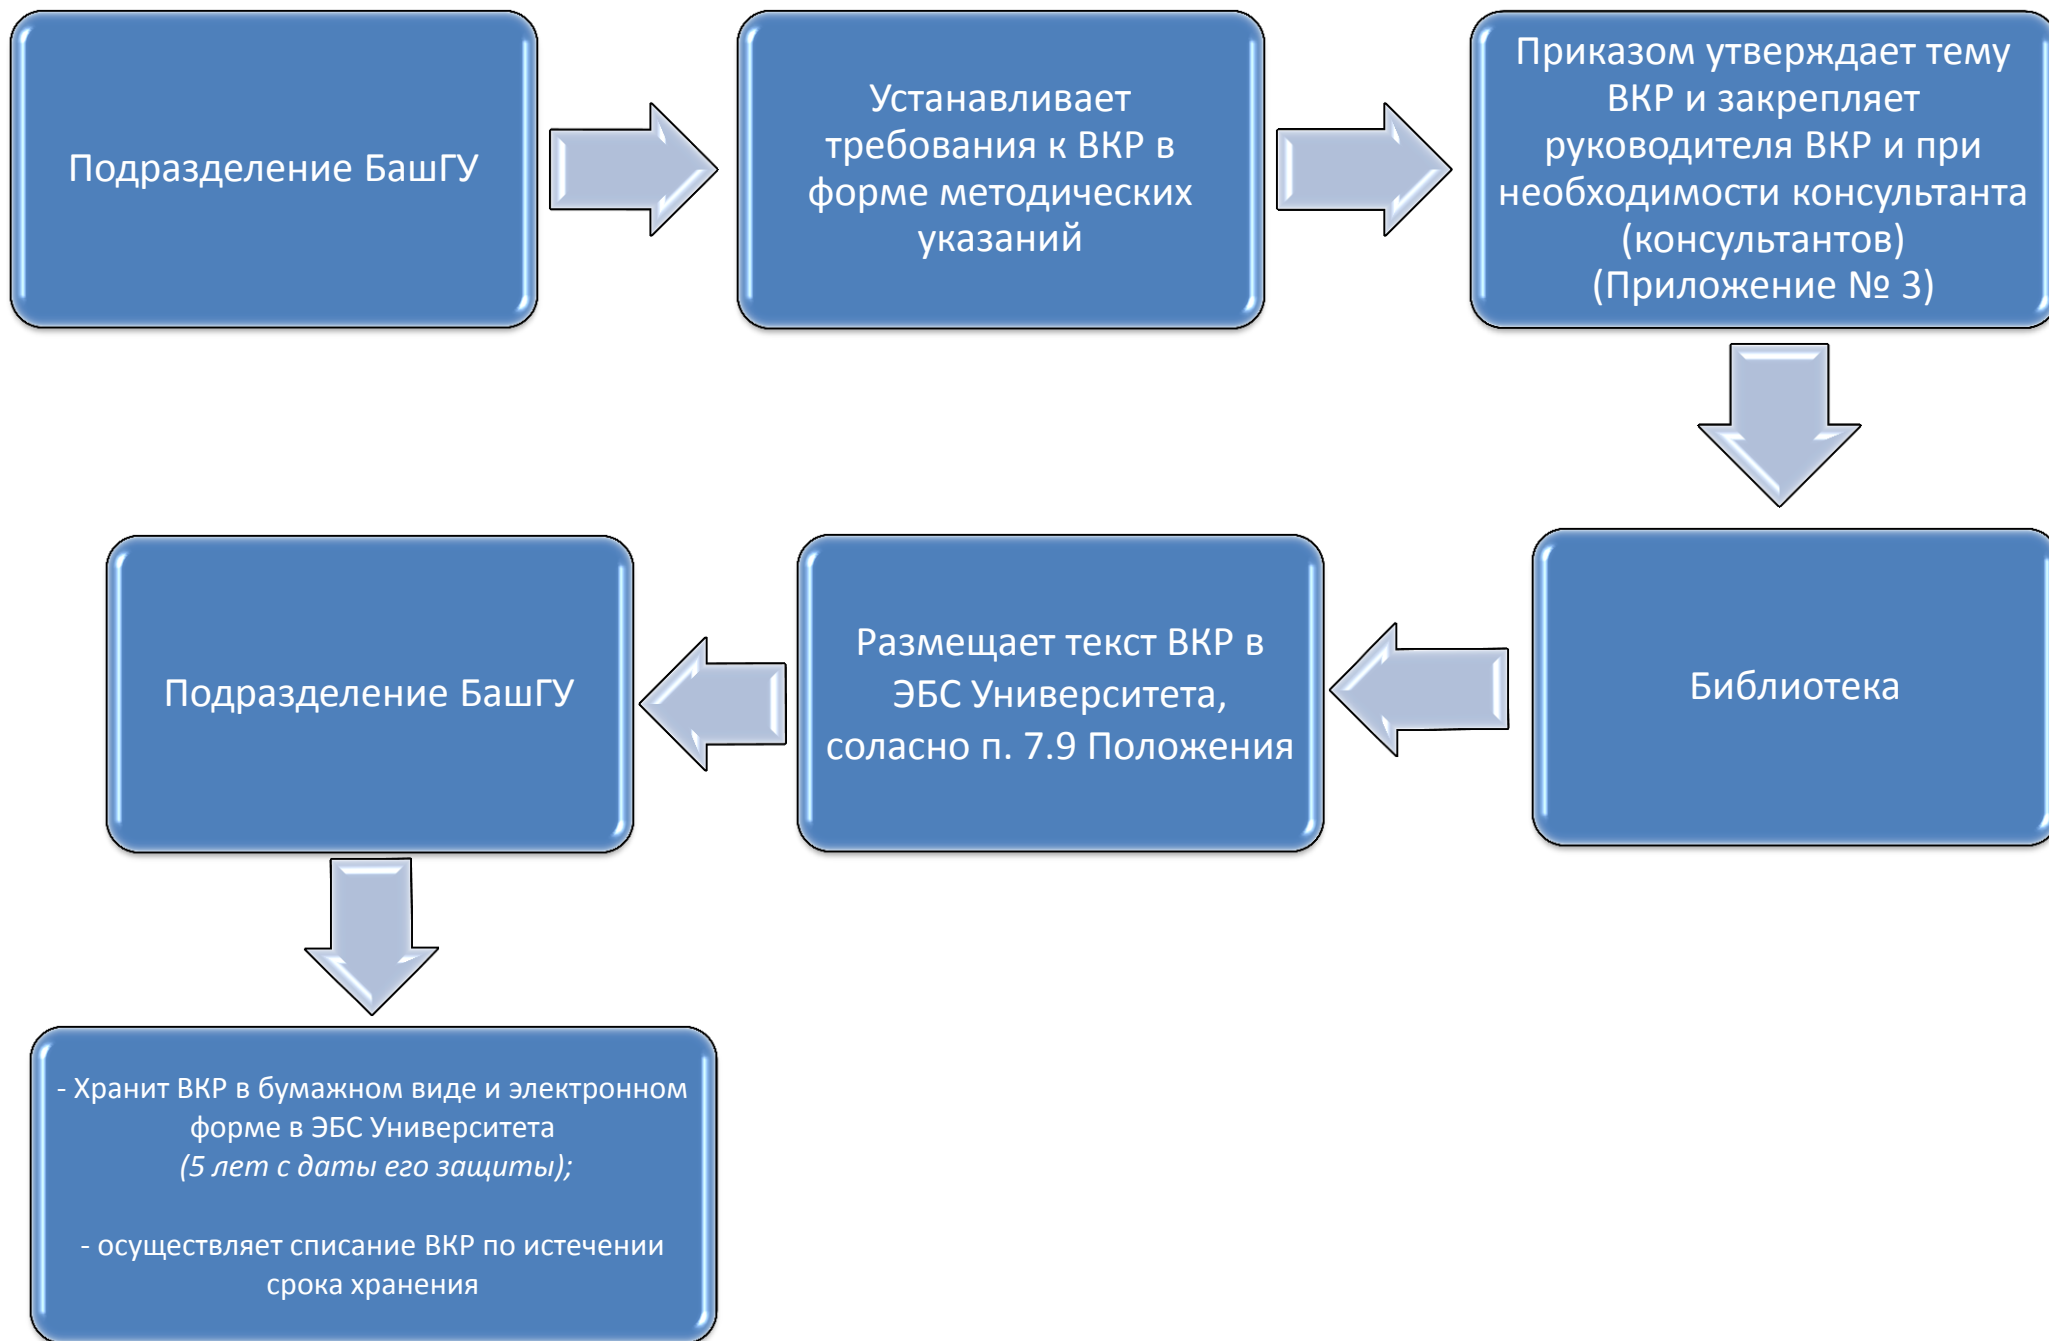 Подразделение БашГУ
Устанавливает
требования к ВКР в
форме методических
указаний
Приказом утверждает тему
ВКР и закрепляет
руководителя ВКР и при
необходимости консультанта
(консультантов)
(Приложение № 3)
Библиотека
Размещает текст ВКР в
ЭБС Университета,
соласно п. 7.9 Положения
Подразделение БашГУ
- Хранит ВКР в бумажном виде и электронном
форме в ЭБС Университета
(5 лет с даты его защиты);
- осуществляет списание ВКР по истечении
срока хранения